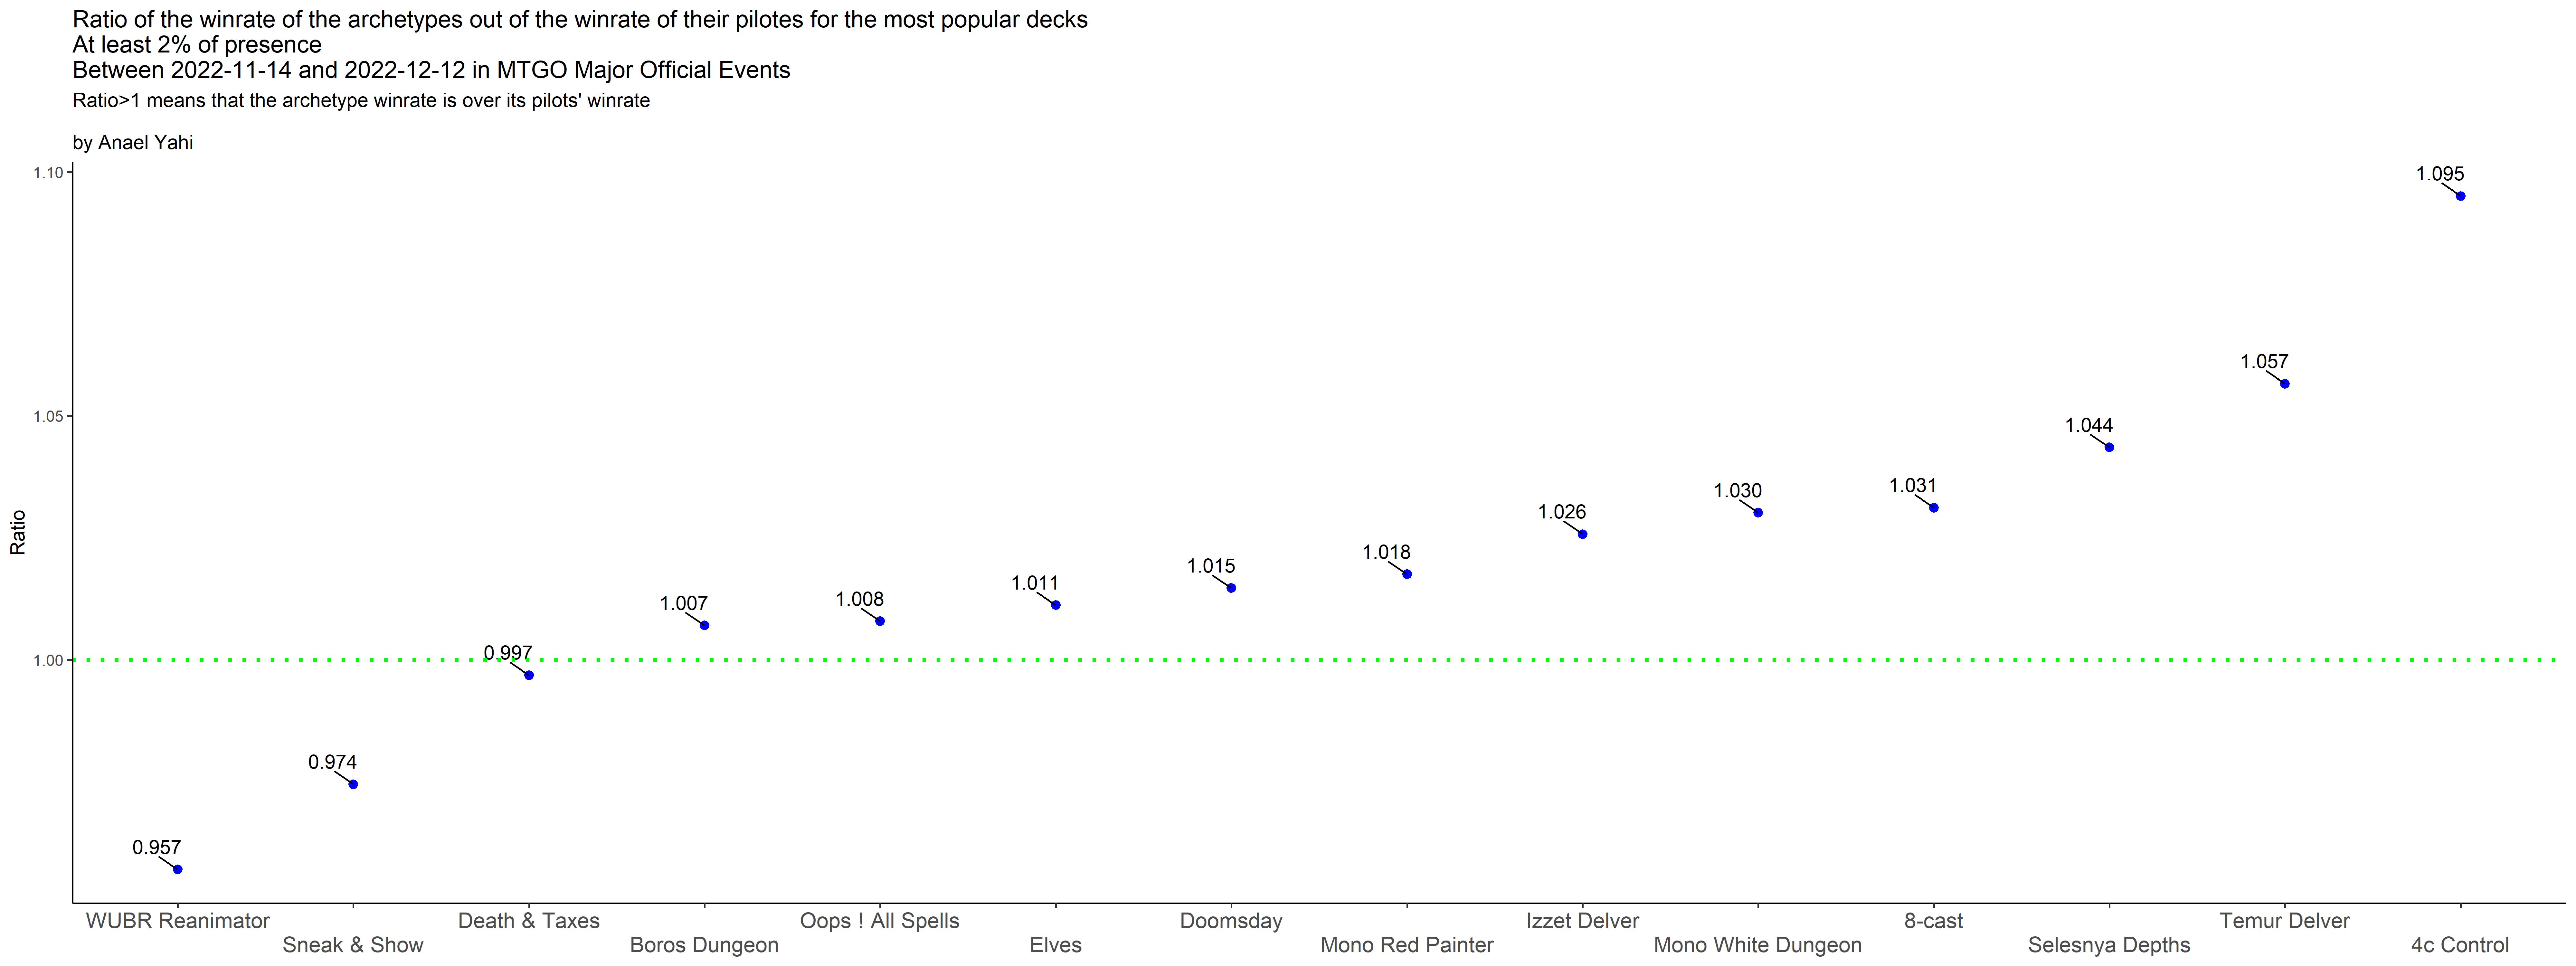 Ratio of the winrate of the archetypes out of the winrate of their pilotes for the most popular decks
At least 2% of presence
Between 2022-11-14 and 2022-12-12 in MTGO Major Official Events
Ratio>1 means that the archetype winrate is over its pilots' winrate
by Anael Yahi
1.10
1.095
1.057
1.05
1.044
1.031
1.030
1.026
1.018
1.015
1.011
1.008
1.007
1.00
0.997
0.974
0.957
Ratio
WUBR Reanimator
Sneak & Show
Death & Taxes
Boros Dungeon
Oops ! All Spells
Elves
Doomsday
Mono Red Painter
Izzet Delver
Mono White Dungeon
8-cast
Selesnya Depths
Temur Delver
4c Control